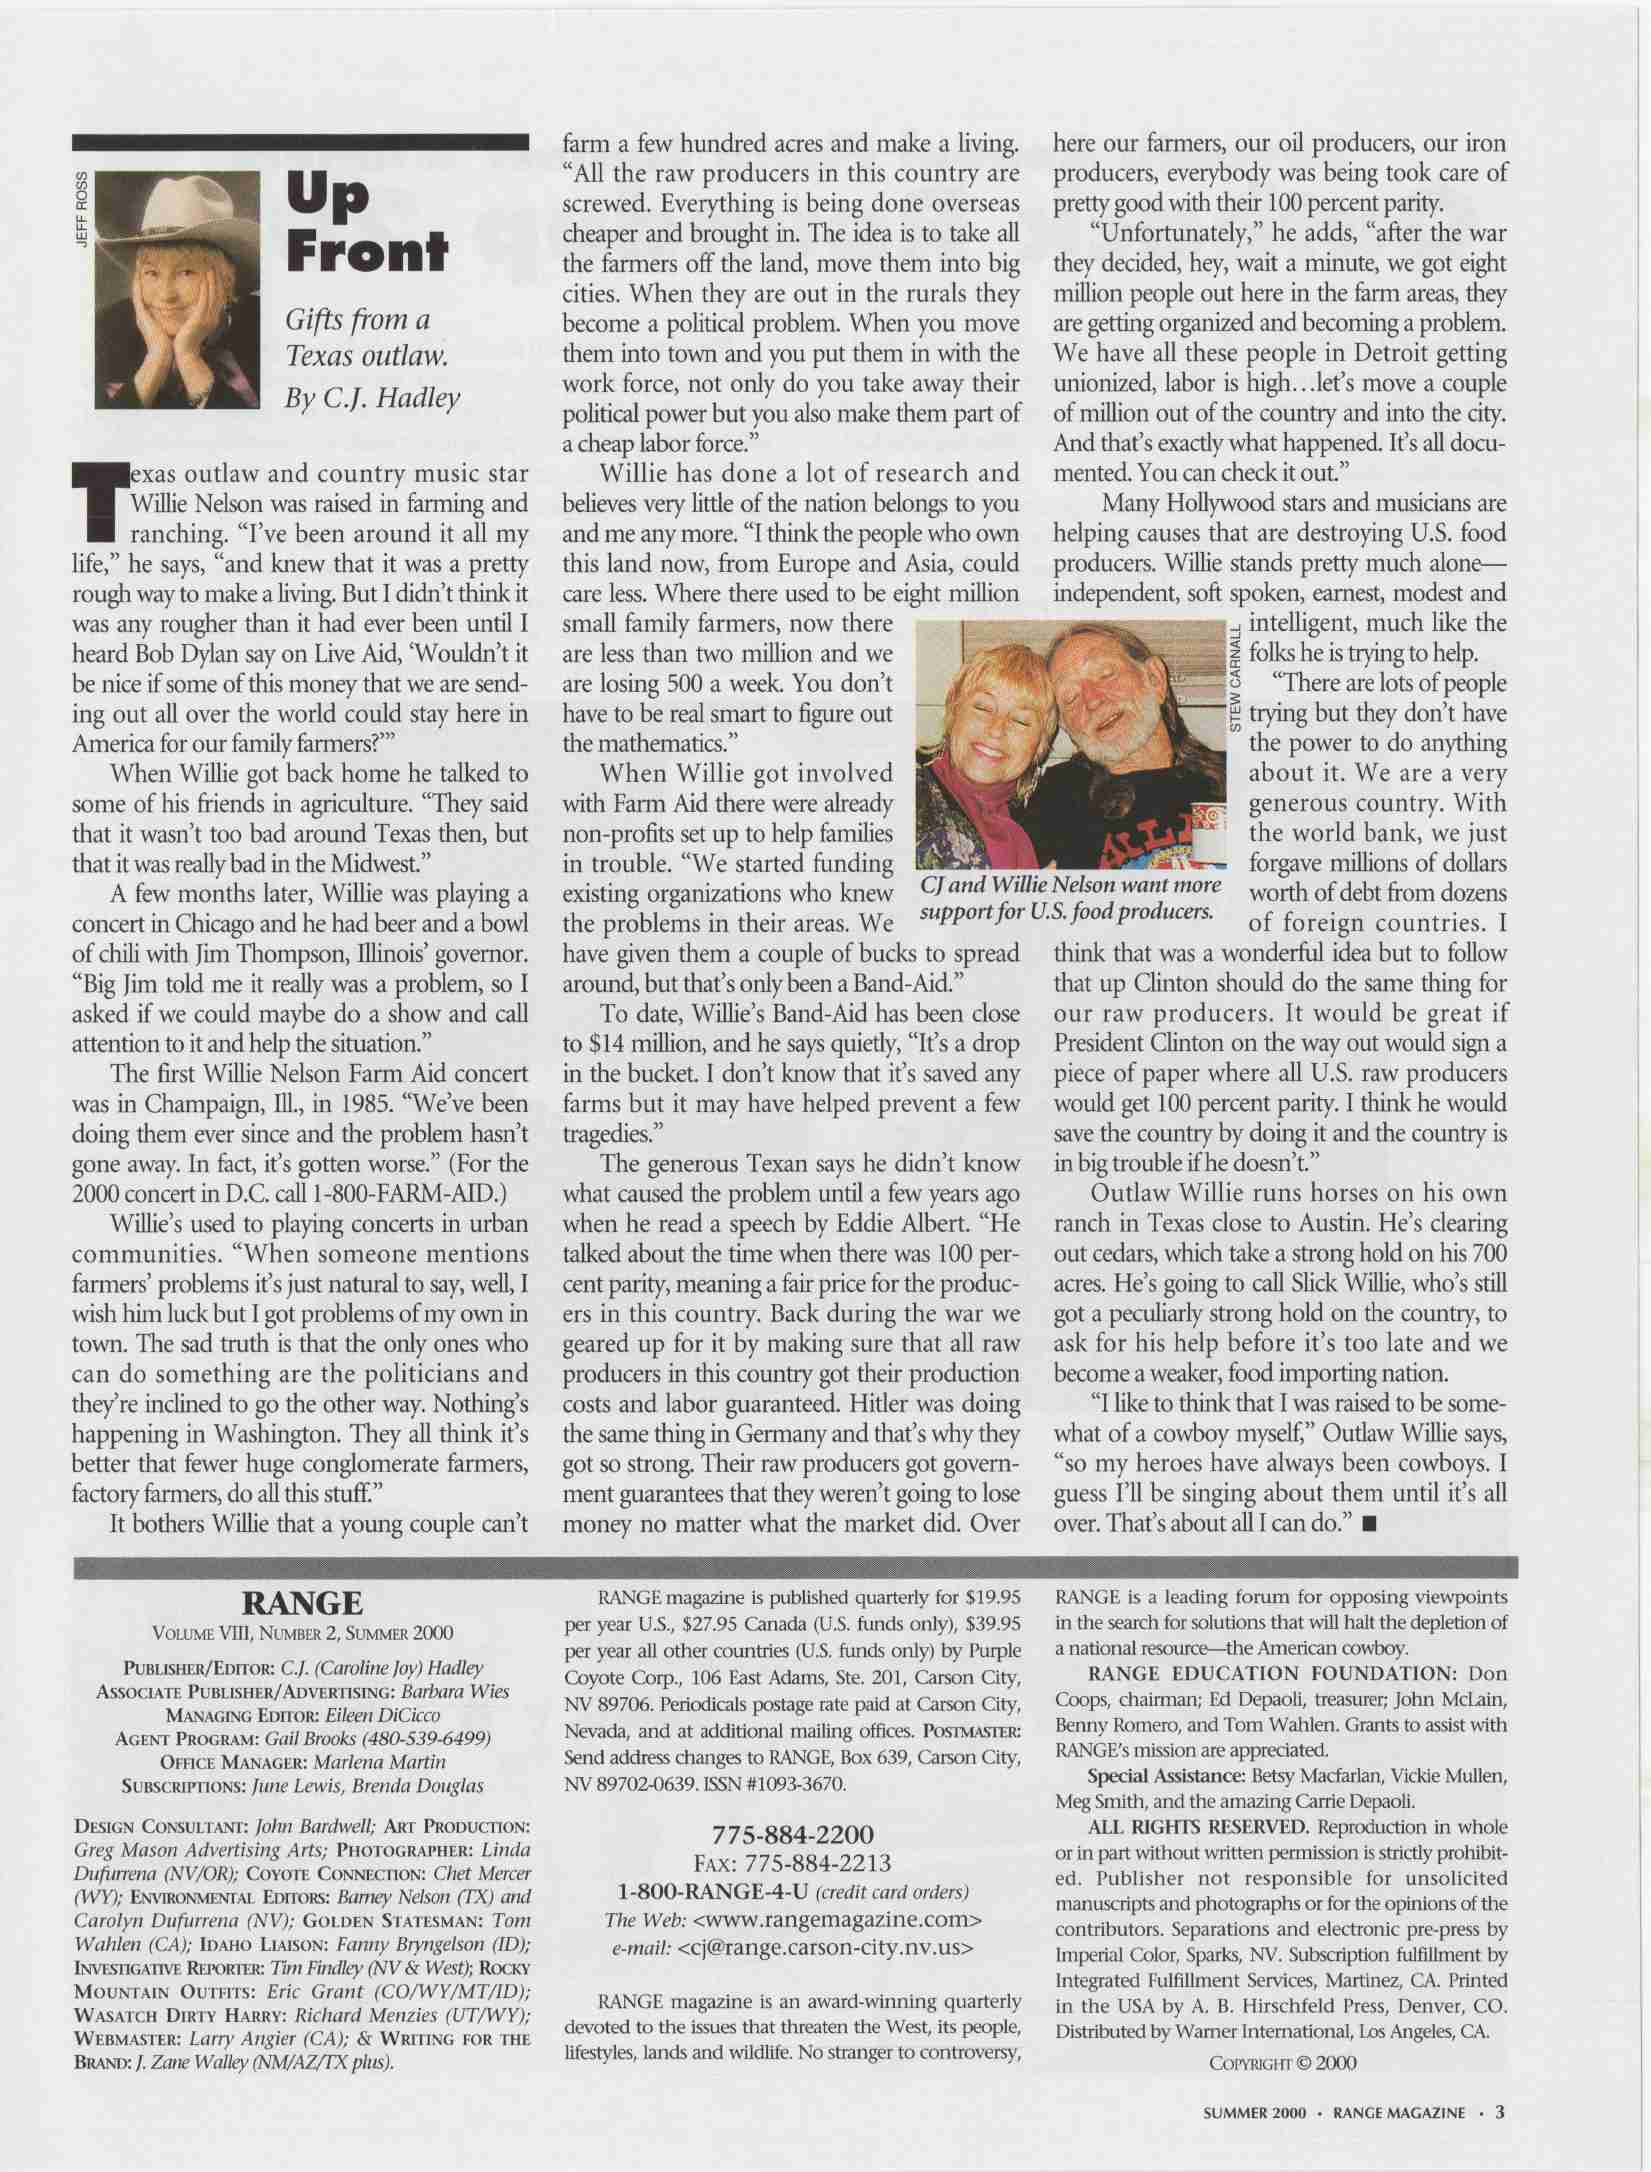 JEFF ROSS
Up
Front
Gifts from a
Texas outlaw.
By C.J. Hadley
Texas outlaw and country music star
Willie Nelson was raised in farming and
ranching. “I’ve been around it all my
life,” he says, “and knew that it was a pretty
rough way to make a living. But I didn’t think it
was any rougher than it had ever been until I
heard Bob Dylan say on Live Aid, ‘Wouldn’t it
be nice if some of this money that we are send-
ing out all over the world could stay here in
America for our family farmers?’”
When Willie got back home he talked to
some of his friends in agriculture. “They said
that it wasn’t too bad around Texas then, but
that it was really bad in the Midwest.”
A few months later, Willie was playing a
concert in Chicago and he had beer and a bowl
of chili with Jim Thompson, Illinois’ governor.
“Big Jim told me it really was a problem, so I
asked if we could maybe do a show and call
attention to it and help the situation.”
The first Willie Nelson Farm Aid concert
was in Champaign, Ill., in 1985. “We’ve been
doing them ever since and the problem hasn’t
gone away. In fact, it’s gotten worse.” (For the
2000 concert in D.C. call 1-800-FARM-AID.)
Willie’s used to playing concerts in urban
communities. “When someone mentions
farmers’ problems it’s just natural to say, well, I
wish him luck but I got problems of my own in
town. The sad truth is that the only ones who
can do something are the politicians and
they’re inclined to go the other way. Nothing’s
happening in Washington. They all think it’s
better that fewer huge conglomerate farmers,
factory farmers, do all this stuff.”
It bothers Willie that a young couple can’t
farm a few hundred acres and make a living.
“All the raw producers in this country are
screwed. Everything is being done overseas
cheaper and brought in. The idea is to take all
the farmers off the land, move them into big
cities. When they are out in the rurals they
become a political problem. When you move
them into town and you put them in with the
work force, not only do you take away their
political power but you also make them part of
a cheap labor force.”
Willie has done a lot of research and
believes very little of the nation belongs to you
and me any more. “I think the people who own
this land now, from Europe and Asia, could
care less. Where there used to be eight million
small family farmers, now there
are less than two million and we
are losing 500 a week. You don’t
have to be real smart to figure out
the mathematics.”
When Willie got involved
with Farm Aid there were already
non-profits set up to help families
in trouble. “We started funding
existing organizations who knew
the problems in their areas. We
have given them a couple of bucks to spread
around, but that’s only been a Band-Aid.”
To date, Willie’s Band-Aid has been close
to $14 million, and he says quietly, “It’s a drop
in the bucket. I don’t know that it’s saved any
farms but it may have helped prevent a few
tragedies.”
The generous Texan says he didn’t know
what caused the problem until a few years ago
when he read a speech by Eddie Albert. “He
talked about the time when there was 100 per-
cent parity, meaning a fair price for the produc-
ers in this country. Back during the war we
geared up for it by making sure that all raw
producers in this country got their production
costs and labor guaranteed. Hitler was doing
the same thing in Germany and that’s why they
got so strong. Their raw producers got govern-
ment guarantees that they weren’t going to lose
money no matter what the market did. Over
here our farmers, our oil producers, our iron
producers, everybody was being took care of
pretty good with their 100 percent parity.
“Unfortunately,” he adds, “after the war
they decided, hey, wait a minute, we got eight
million people out here in the farm areas, they
are getting organized and becoming a problem.
We have all these people in Detroit getting
unionized, labor is high…let’s move a couple
of million out of the country and into the city.
And that’s exactly what happened. It’s all docu-
mented. You can check it out.”
Many Hollywood stars and musicians are
helping causes that are destroying U.S. food
producers. Willie stands pretty much alone—
independent, soft spoken, earnest, modest and
intelligent, much like the
folks he is trying to help.
“There are lots of people
trying but they don’t have
the power to do anything
about it. We are a very
generous country. With
the world bank, we just
forgave millions of dollars
worth of debt from dozens
of foreign countries. I
think that was a wonderful idea but to follow
that up Clinton should do the same thing for
our raw producers. It would be great if
President Clinton on the way out would sign a
piece of paper where all U.S. raw producers
would get 100 percent parity. I think he would
save the country by doing it and the country is
in big trouble if he doesn’t.”
Outlaw Willie runs horses on his own
ranch in Texas close to Austin. He’s clearing
out cedars, which take a strong hold on his 700
acres. He’s going to call Slick Willie, who’s still
got a peculiarly strong hold on the country, to
ask for his help before it’s too late and we
become a weaker, food importing nation.
“I like to think that I was raised to be some-
what of a cowboy myself,” Outlaw Willie says,
“so my heroes have always been cowboys. I
guess I’ll be singing about them until it’s all
over. That’s about all I can do.” ■
STEW CARNALL
CJ and Willie Nelson want more
support for U.S. food producers.
RANGE
VOLUME VIII, NUMBER 2, SUMMER 2000
PUBLISHER/EDITOR: C.J. (Caroline Joy) Hadley
ASSOCIATE PUBLISHER/ADVERTISING: Barbara Wies
MANAGING EDITOR: Eileen DiCicco
AGENT PROGRAM: Gail Brooks (480-539-6499)
OFFICE MANAGER: Marlena Martin
SUBSCRIPTIONS: June Lewis, Brenda Douglas
DESIGN CONSULTANT: John Bardwell; ART PRODUCTION:
Greg Mason Advertising Arts; PHOTOGRAPHER: Linda
Dufurrena (NV/OR); COYOTE CONNECTION: Chet Mercer
(WY); ENVIRONMENTAL EDITORS: Barney Nelson (TX) and
Carolyn Dufurrena (NV); GOLDEN STATESMAN: Tom
Wahlen (CA); IDAHO LIAISON: Fanny Bryngelson (ID);
INVESTIGATIVE REPORTER: Tim Findley (NV & West); ROCKY
MOUNTAIN OUTFITS: Eric Grant (CO/WY/MT/ID);
WASATCH DIRTY HARRY: Richard Menzies (UT/WY);
WEBMASTER: Larry Angier (CA); & WRITING FOR THE
BRAND: J. Zane Walley (NM/AZ/TX plus).
RANGE magazine is published quarterly for $19.95
per year U.S., $27.95 Canada (U.S. funds only), $39.95
per year all other countries (U.S. funds only) by Purple
Coyote Corp., 106 East Adams, Ste. 201, Carson City,
NV 89706. Periodicals postage rate paid at Carson City,
Nevada, and at additional mailing offices. POSTMASTER:
Send address changes to RANGE, Box 639, Carson City,
NV 89702-0639. ISSN #1093-3670.
775-884-2200
FAX: 775-884-2213
1-800-RANGE-4-U (credit card orders)
The Web: <www.rangemagazine.com>
e-mail: <cj@range.carson-city.nv.us>
RANGE magazine is an award-winning quarterly
devoted to the issues that threaten the West, its people,
lifestyles, lands and wildlife. No stranger to controversy,
RANGE is a leading forum for opposing viewpoints
in the search for solutions that will halt the depletion of
a national resource—the American cowboy.
RANGE EDUCATION FOUNDATION: Don
Coops, chairman; Ed Depaoli, treasurer; John McLain,
Benny Romero, and Tom Wahlen. Grants to assist with
RANGE’s mission are appreciated.
Special Assistance: Betsy Macfarlan, Vickie Mullen,
Meg Smith, and the amazing Carrie Depaoli.
ALL RIGHTS RESERVED. Reproduction in whole
or in part without written permission is strictly prohibit-
ed. Publisher not responsible for unsolicited
manuscripts and photographs or for the opinions of the
contributors. Separations and electronic pre-press by
Imperial Color, Sparks, NV. Subscription fulfillment by
Integrated Fulfillment Services, Martinez, CA. Printed
in the USA by A. B. Hirschfeld Press, Denver, CO.
Distributed by Warner International, Los Angeles, CA.
COPYRIGHT © 2000
SUMMER 2000 • RANGE MAGAZINE • 3